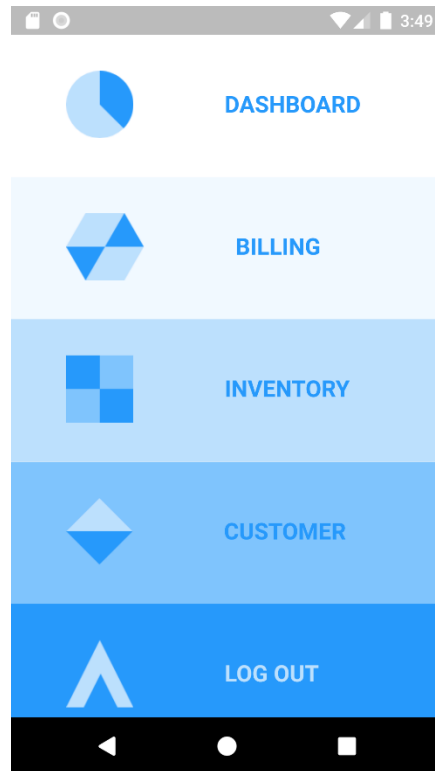 3:49
DASHBOARD
BILLING
INVENTORY
CUSTOMER
LOG OUT